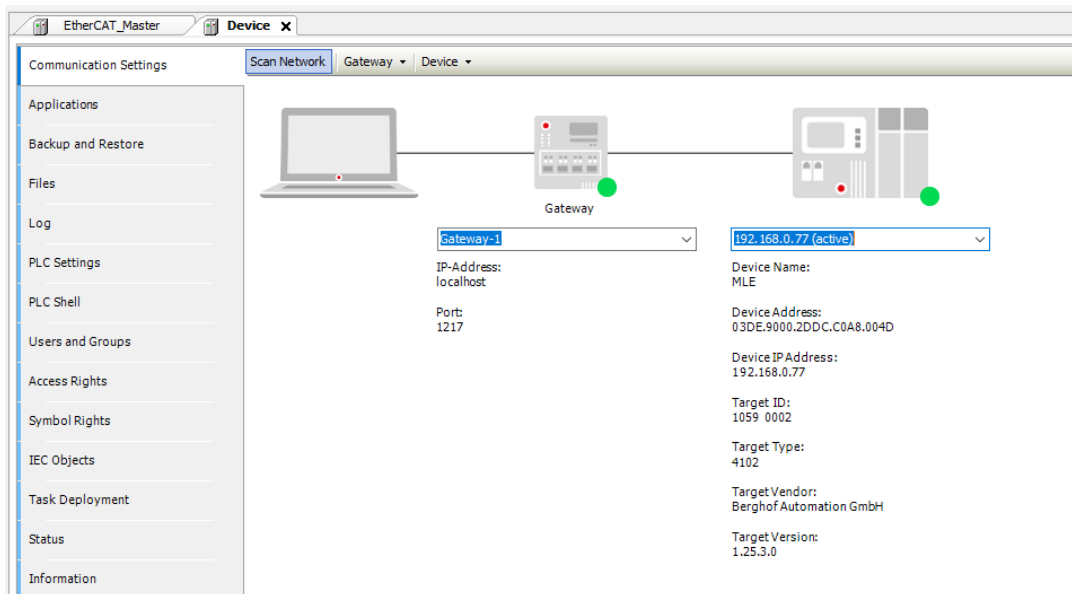 EtherCAT_Master
Device
Communication Settings
Applications
Backup and Restore
Files
Log
PLC Settings
PLC Shell
Users and Groups
Access Rights
Symbol Rights
IEC Objects
Task Deployment
Status
Information
Scan Network
Gateway
Device
Gateway
Gateway-1
IP-Address:
localhost
Port:
1217
192.168.0.77 (active)
Device Name:
MLE
Device Address:
03DE.9000.2DDC.C0A8.004D
Device IP Address:
192.168.0.77
Target ID:
1059 0002
Target Type:
4102
Target Vendor:
Berghof Automation GmbH
Target Version:
1.25.3.0